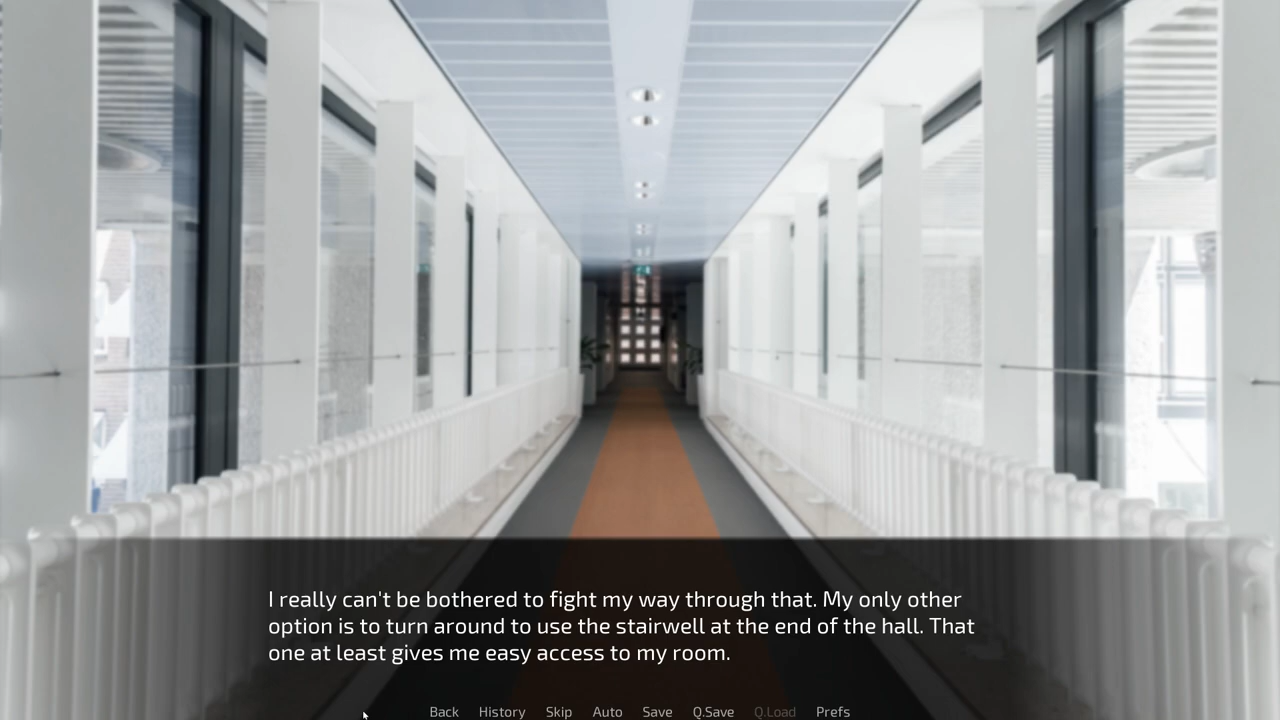 I really can't be bothered to fight my way through that. My only other
option is to turn around to use the stairwell at the end of the hall. That
one at least gives me easy access to my room.
Back History Skip Auto Save Q.Save Q.Load Prefs